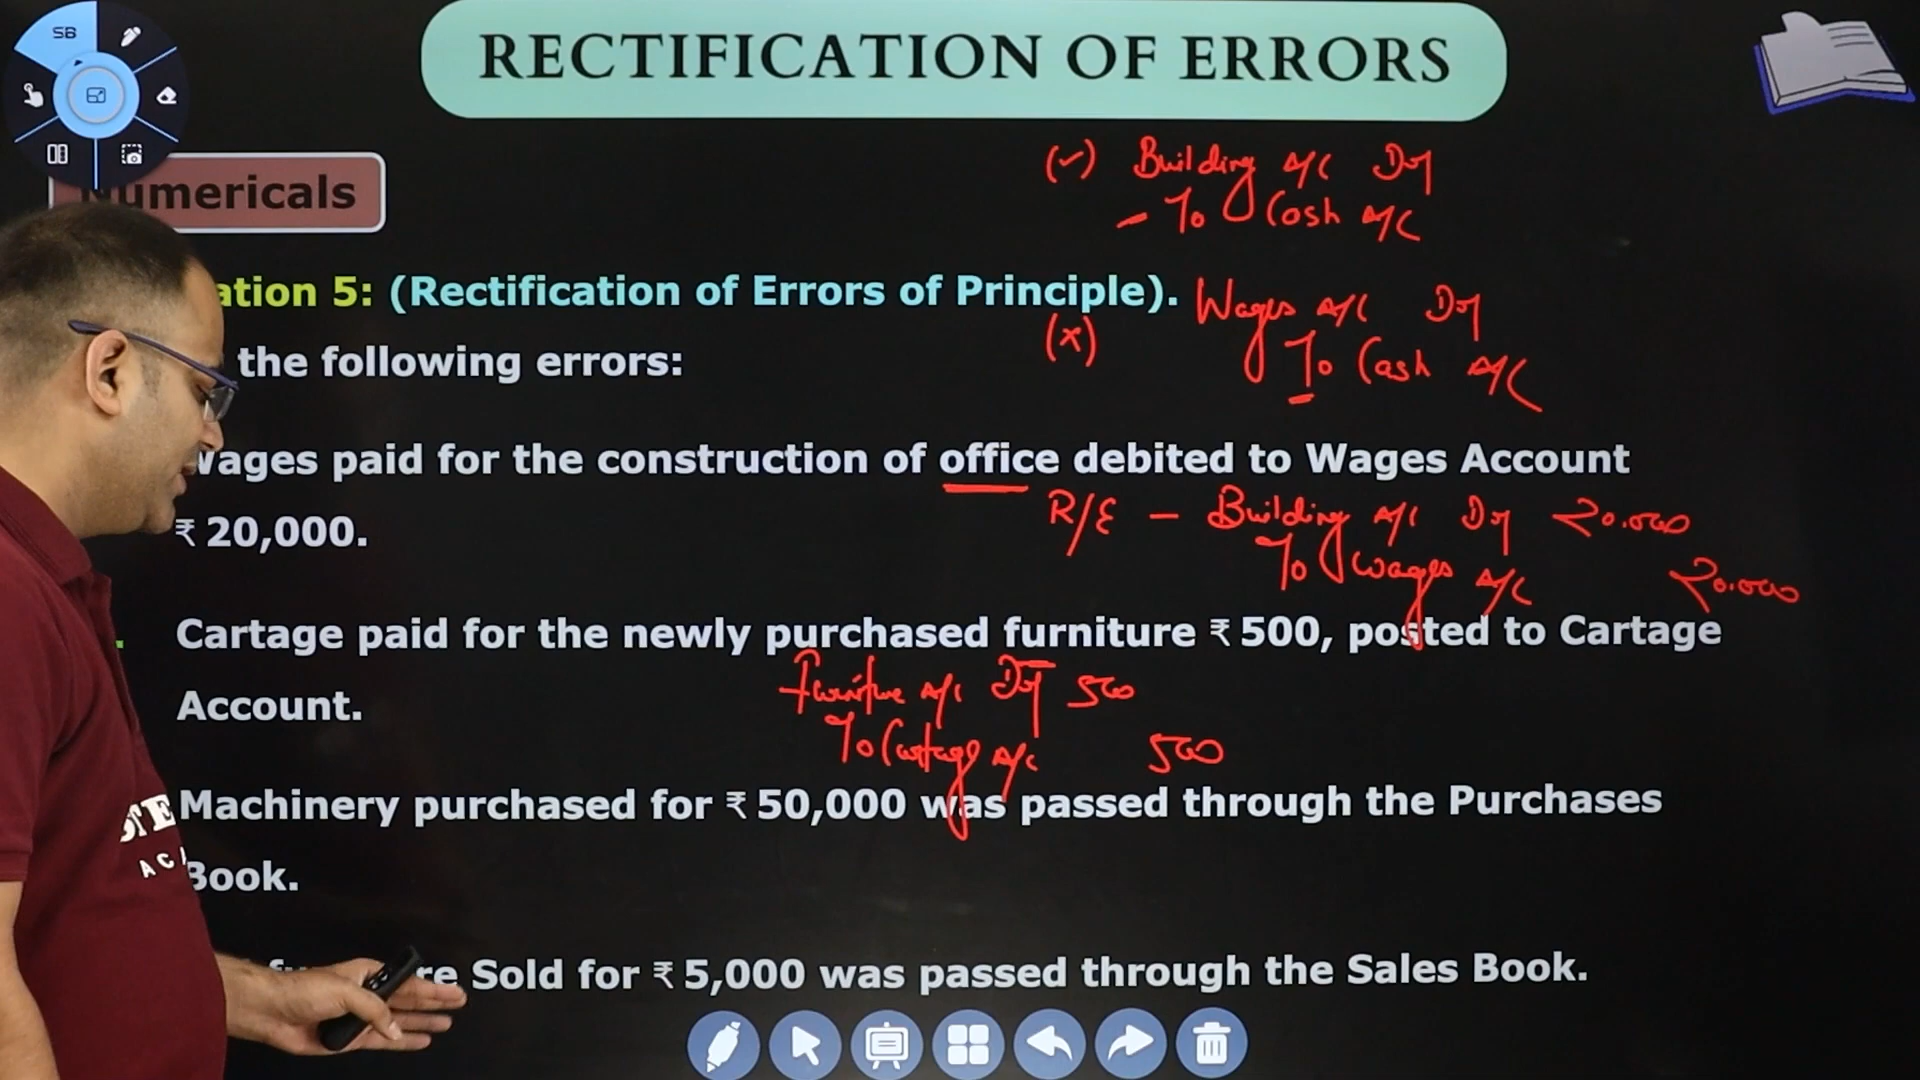 SB
RECTIFICATION OF ERRORS
Numericals
(✓) Building A/C Dr
- To Cash A/C
ation 5: (Rectification of Errors of Principle).
Wages A/C Dr
(x)
To Cash A/C
the following errors:
Wages paid for the construction of office debited to Wages Account
₹ 20,000.
R/E - Building A/C Dr 20.000
To Wages A/C 20.000
Cartage paid for the newly purchased furniture ₹ 500, posted to Cartage
Account.
Furniture A/C Dr 500
To Cartage A/C 500
Machinery purchased for ₹ 50,000 was passed through the Purchases
Book.
re Sold for ₹ 5,000 was passed through the Sales Book.